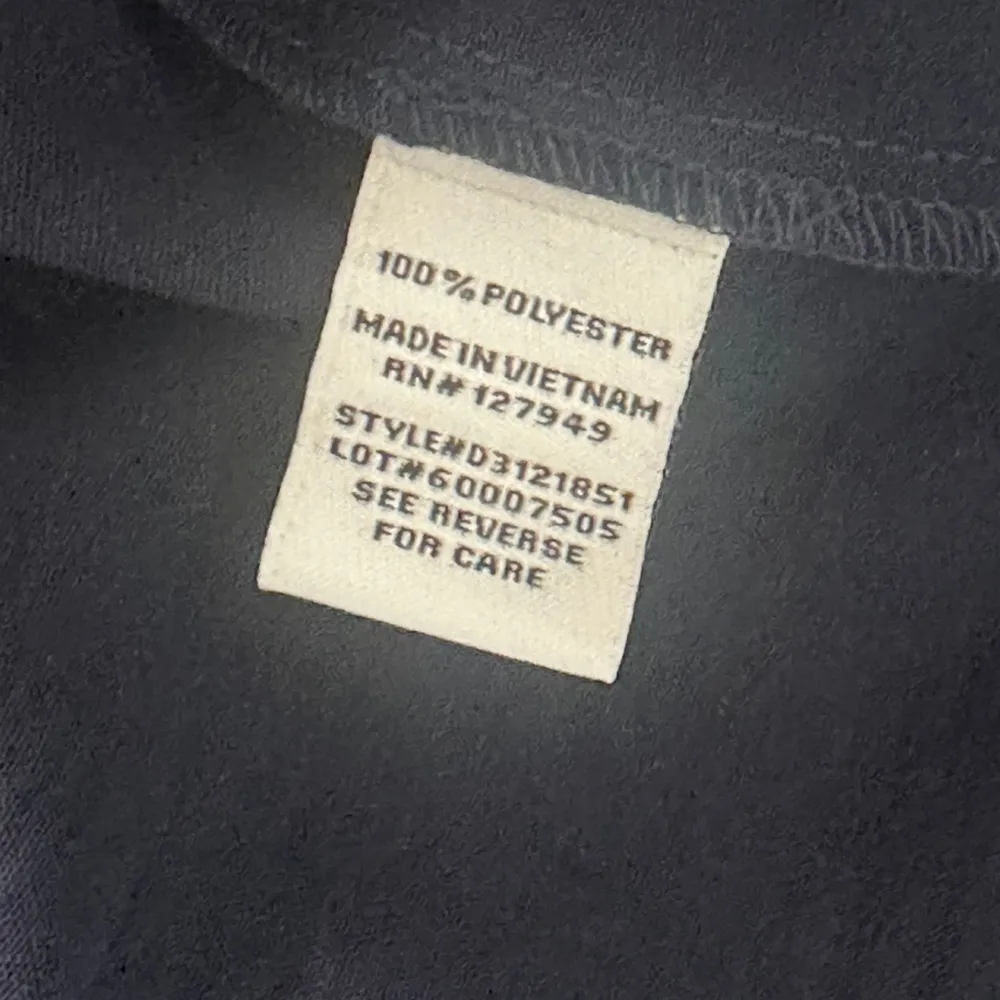 100% POLYESTER
MADE IN VIETNAM
RN# 127949
STYLE#D3121851
LOT#60007505
SEE REVERSE
FOR CARE